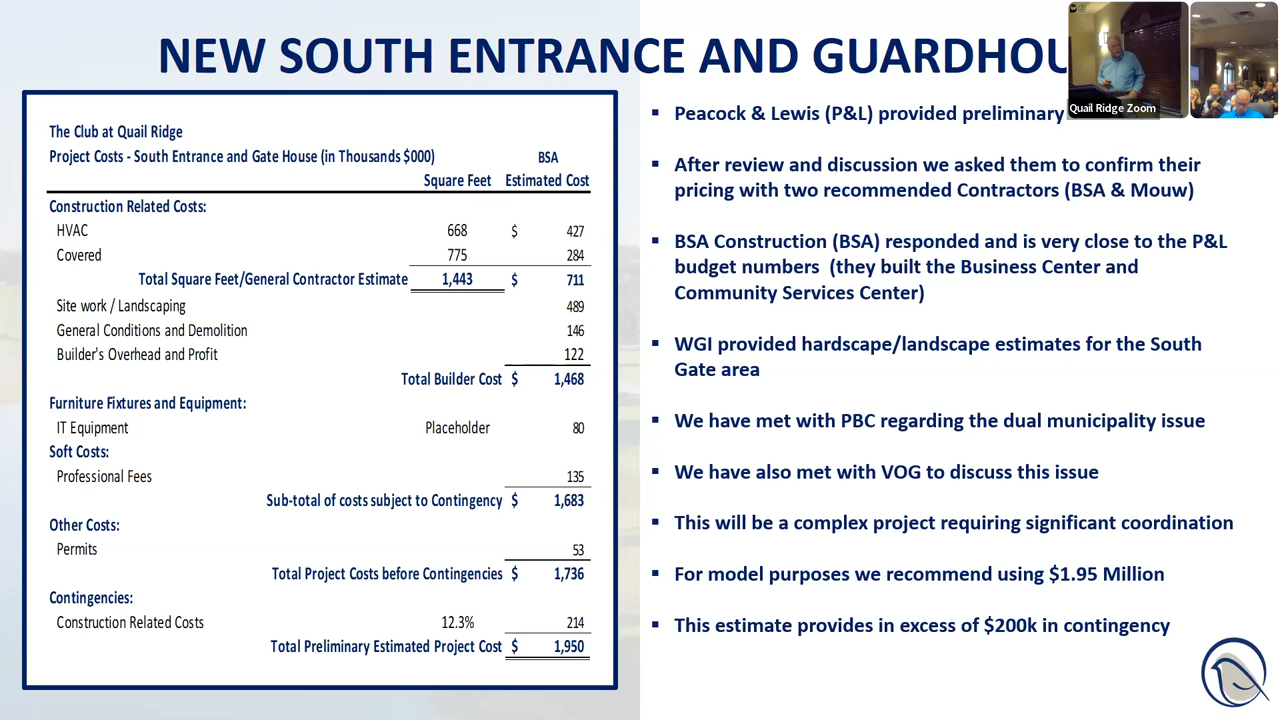 NEW SOUTH ENTRANCE AND GUARDHOU
Quail Ridge Zoom
The Club at Quail Ridge
Project Costs - South Entrance and Gate House (in Thousands $000) BSA
Square Feet Estimated Cost
Construction Related Costs:
HVAC 668 $ 427
Covered 775 284
Total Square Feet/General Contractor Estimate 1,443 $ 711
Site work / Landscaping 489
General Conditions and Demolition 146
Builder's Overhead and Profit 122
Total Builder Cost $ 1,468
Furniture Fixtures and Equipment:
IT Equipment Placeholder 80
Soft Costs:
Professional Fees 135
Sub-total of costs subject to Contingency $ 1,683
Other Costs:
Permits 53
Total Project Costs before Contingencies $ 1,736
Contingencies:
Construction Related Costs 12.3% 214
Total Preliminary Estimated Project Cost $ 1,950
▪ Peacock & Lewis (P&L) provided preliminary
▪ After review and discussion we asked them to confirm their
pricing with two recommended Contractors (BSA & Mouw)
▪ BSA Construction (BSA) responded and is very close to the P&L
budget numbers (they built the Business Center and
Community Services Center)
▪ WGI provided hardscape/landscape estimates for the South
Gate area
▪ We have met with PBC regarding the dual municipality issue
▪ We have also met with VOG to discuss this issue
▪ This will be a complex project requiring significant coordination
▪ For model purposes we recommend using $1.95 Million
▪ This estimate provides in excess of $200k in contingency